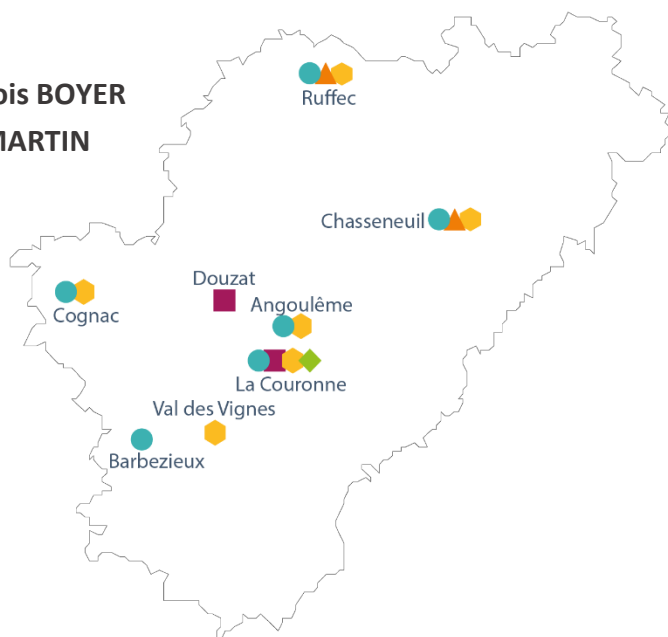 ois BOYER
MARTIN
Ruffec
Chasseneuil
Douzat
Angoulême
Cognac
La Couronne
Val des Vignes
Barbezieux